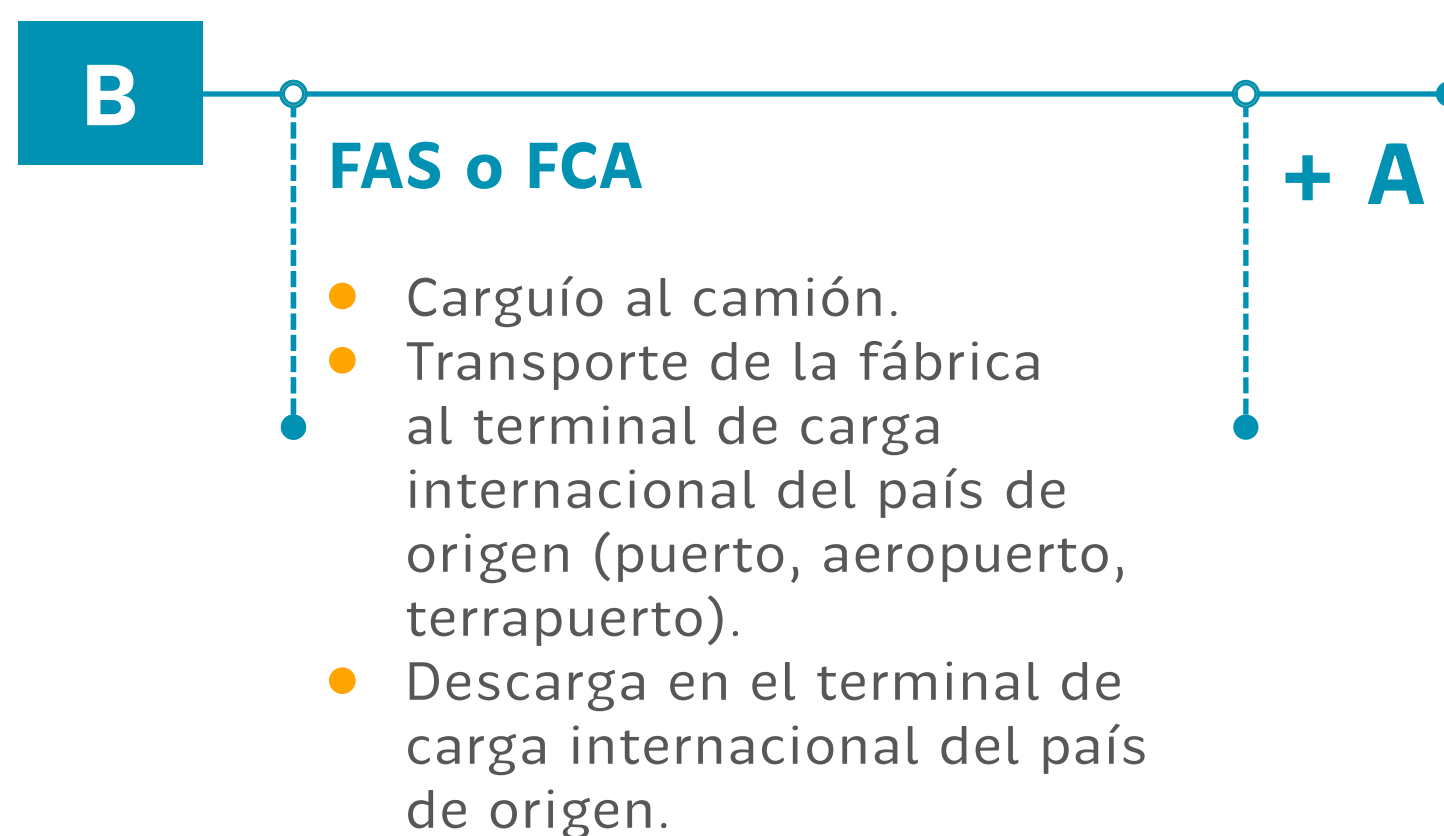 B
FAS o FCA
+ A
Carguío al camión.
Transporte de la fábrica
al terminal de carga
internacional del país de
origen (puerto, aeropuerto,
terrapuerto).
Descarga en el terminal de
carga internacional del país
de origen.